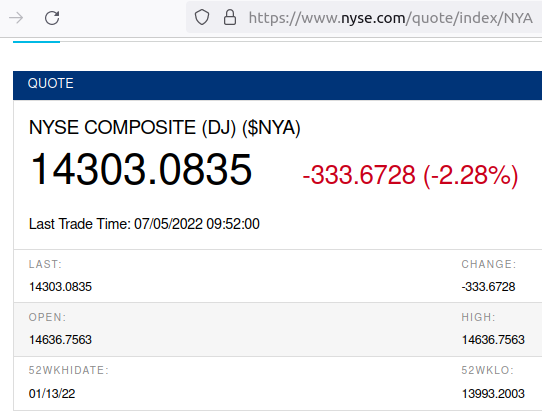 https://www.nyse.com/quote/index/NYA
QUOTE
NYSE COMPOSITE (DJ) ($NYA)
14303.0835 -333.6728 (-2.28%)
Last Trade Time: 07/05/2022 09:52:00
LAST: CHANGE:
14303.0835 -333.6728
OPEN: HIGH:
14636.7563 14636.7563
52WKHIDATE: 52WKLO:
01/13/22 13993.2003